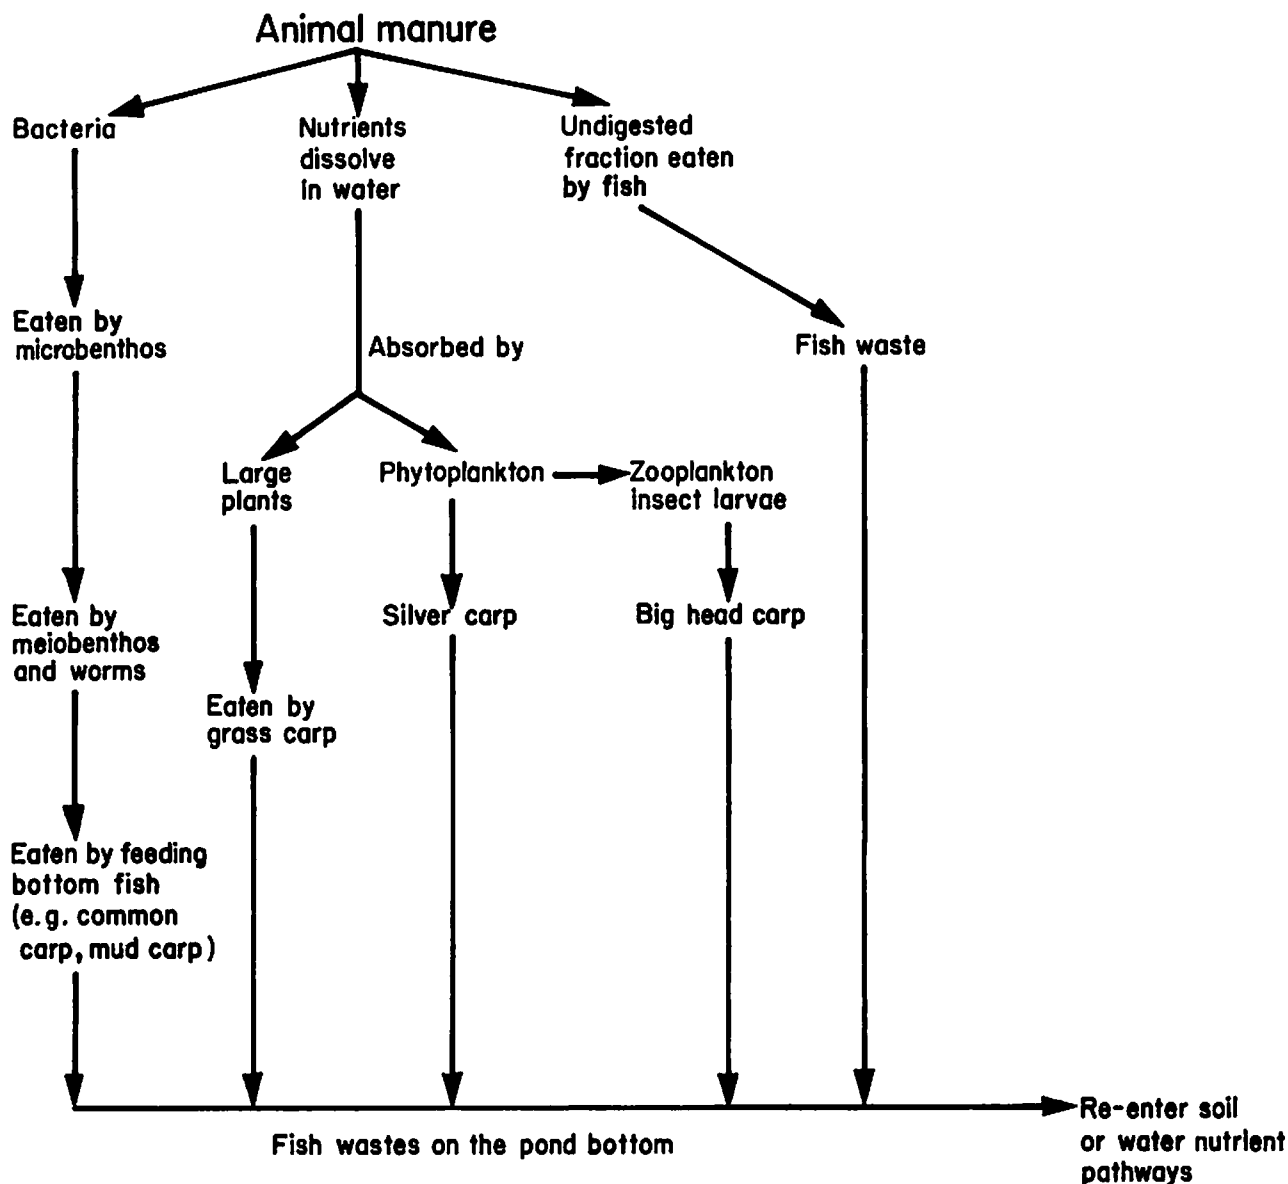 Animal manure
Bacteria
Nutrients
dissolve
in water
Undigested
fraction eaten
by fish
Eaten by
microbenthos
Absorbed by
Fish waste
Large
plants
Phytoplankton
Zooplankton
insect larvae
Eaten by
meiobenthos
and worms
Silver carp
Big head carp
Eaten by
grass carp
Eaten by feeding
bottom fish
(e.g. common
carp, mud carp)
Fish wastes on the pond bottom
Re-enter soil
or water nutrient
pathways